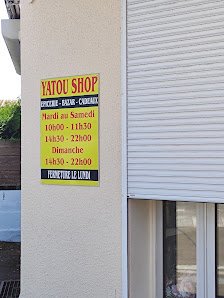 YATOU SHOP
EPICERIE - BAZAR - CADEAUX
Mardi au Samedi
10h00 - 11h30
14h30 - 22h00
Dimanche
14h30 - 22h00
FERMETURE LE LUNDI